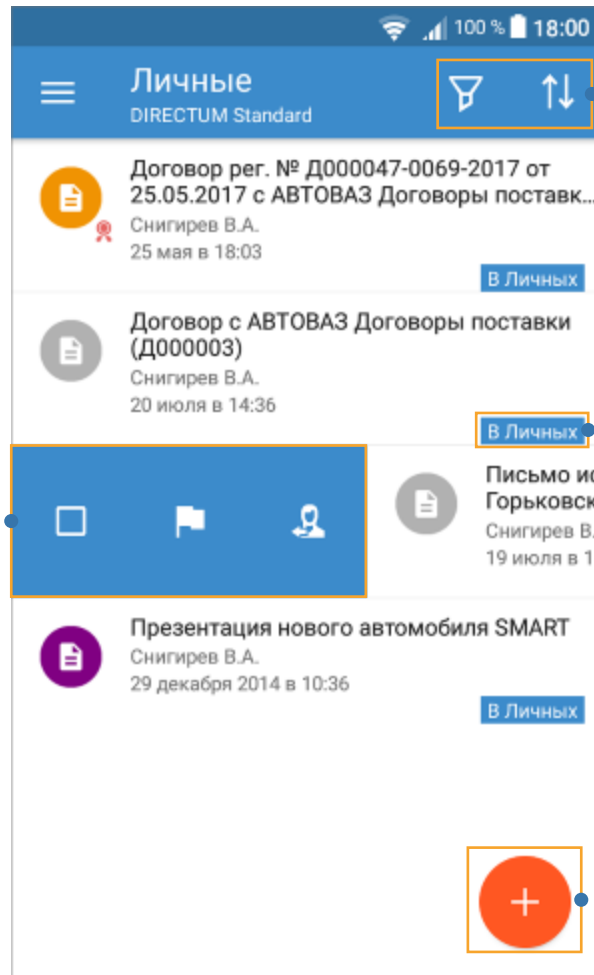 100 % 18:00
Личные
DIRECTUM Standard
Договор рег. № Д000047-0069-2017 от
25.05.2017 с АВТОВАЗ Договоры поставк...
Снигирев В.А.
25 мая в 18:03
В Личных
Договор с АВТОВАЗ Договоры поставки
(Д000003)
Снигирев В.А.
20 июля в 14:36
В Личных
Письмо ис
Горьковск
Снигирев В.
19 июля в 1
Презентация нового автомобиля SMART
Снигирев В.А.
29 декабря 2014 в 10:36
В Личных